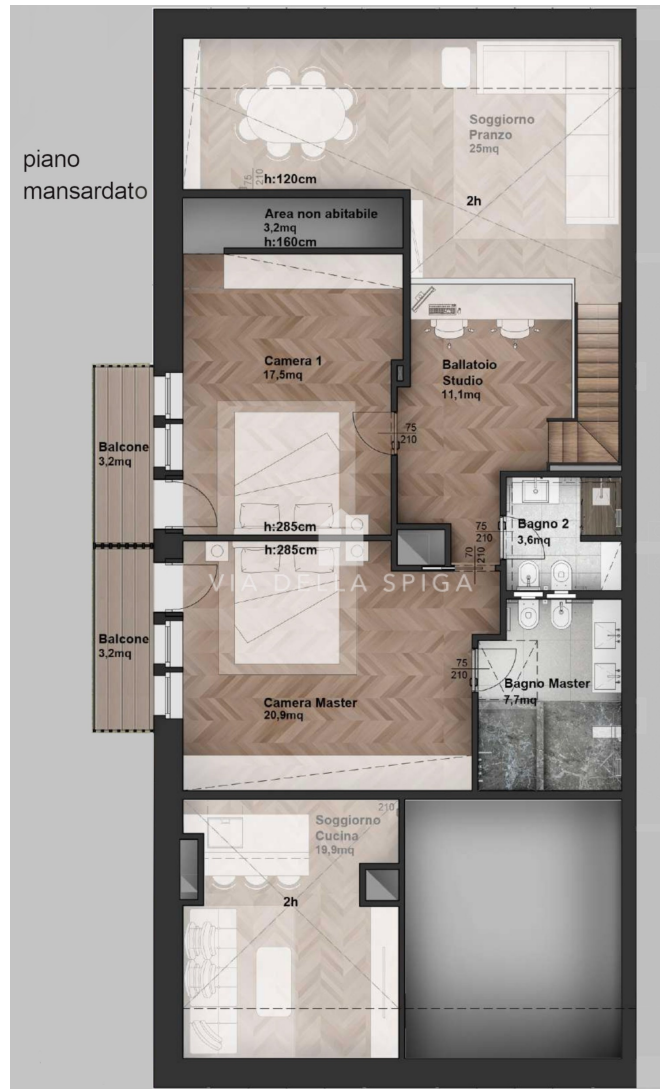 piano
mansardato
Soggiorno
Pranzo
25mq
75
210
h:120cm
2h
Area non abitabile
3,2mq
h:160cm
Camera 1
17,5mq
Ballatoio
Studio
11,1mq
75
210
Balcone
3,2mq
h:285cm
h:285cm
75
210
Bagno 2
3,6mq
70
210
VIA DELLA SPIGA
Balcone
3,2mq
75
210
Camera Master
20,9mq
Bagno Master
7,7mq
210
Soggiorno
Cucina
19,9mq
2h